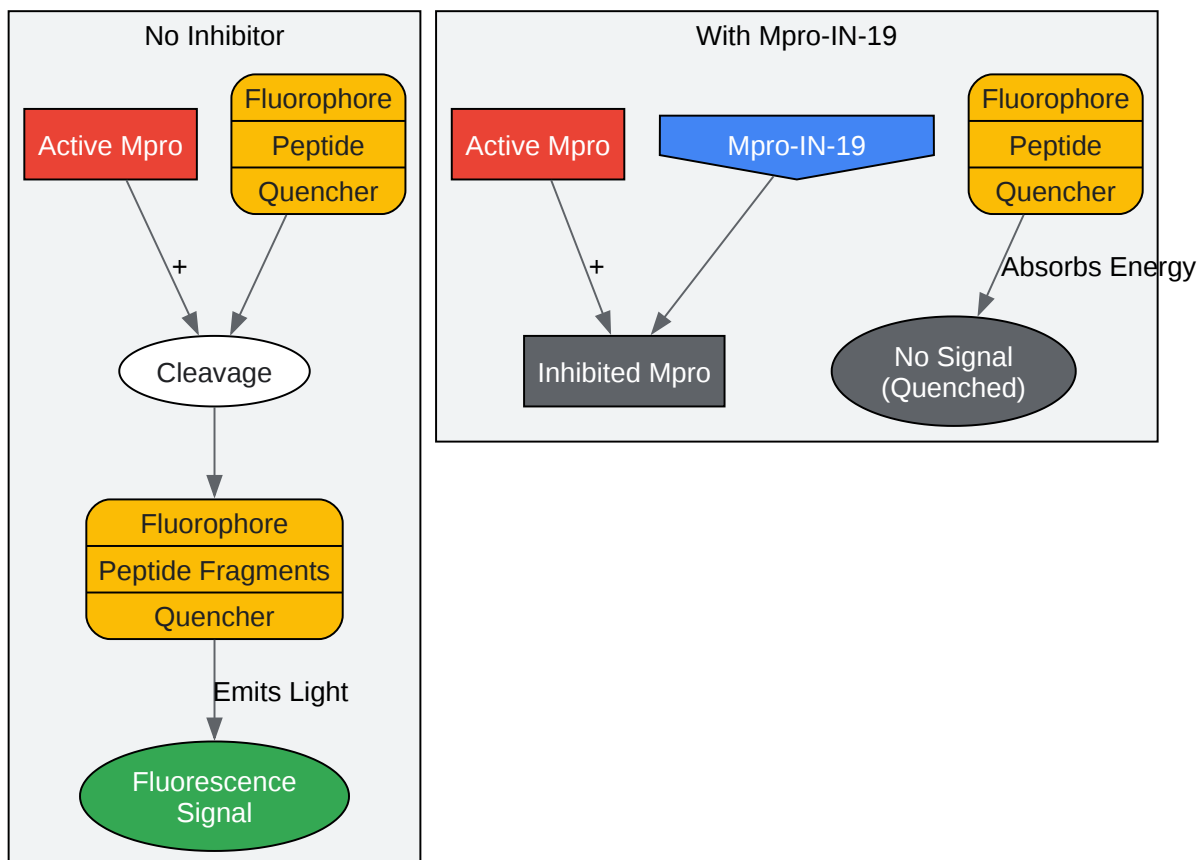 No Inhibitor
Active Mpro
Fluorophore
Peptide
Quencher
+
Cleavage
Fluorophore
Peptide Fragments
Quencher
Emits Light
Fluorescence
Signal
With Mpro-IN-19
Active Mpro
Mpro-IN-19
Fluorophore
Peptide
Quencher
+
Absorbs Energy
Inhibited Mpro
No Signal
(Quenched)